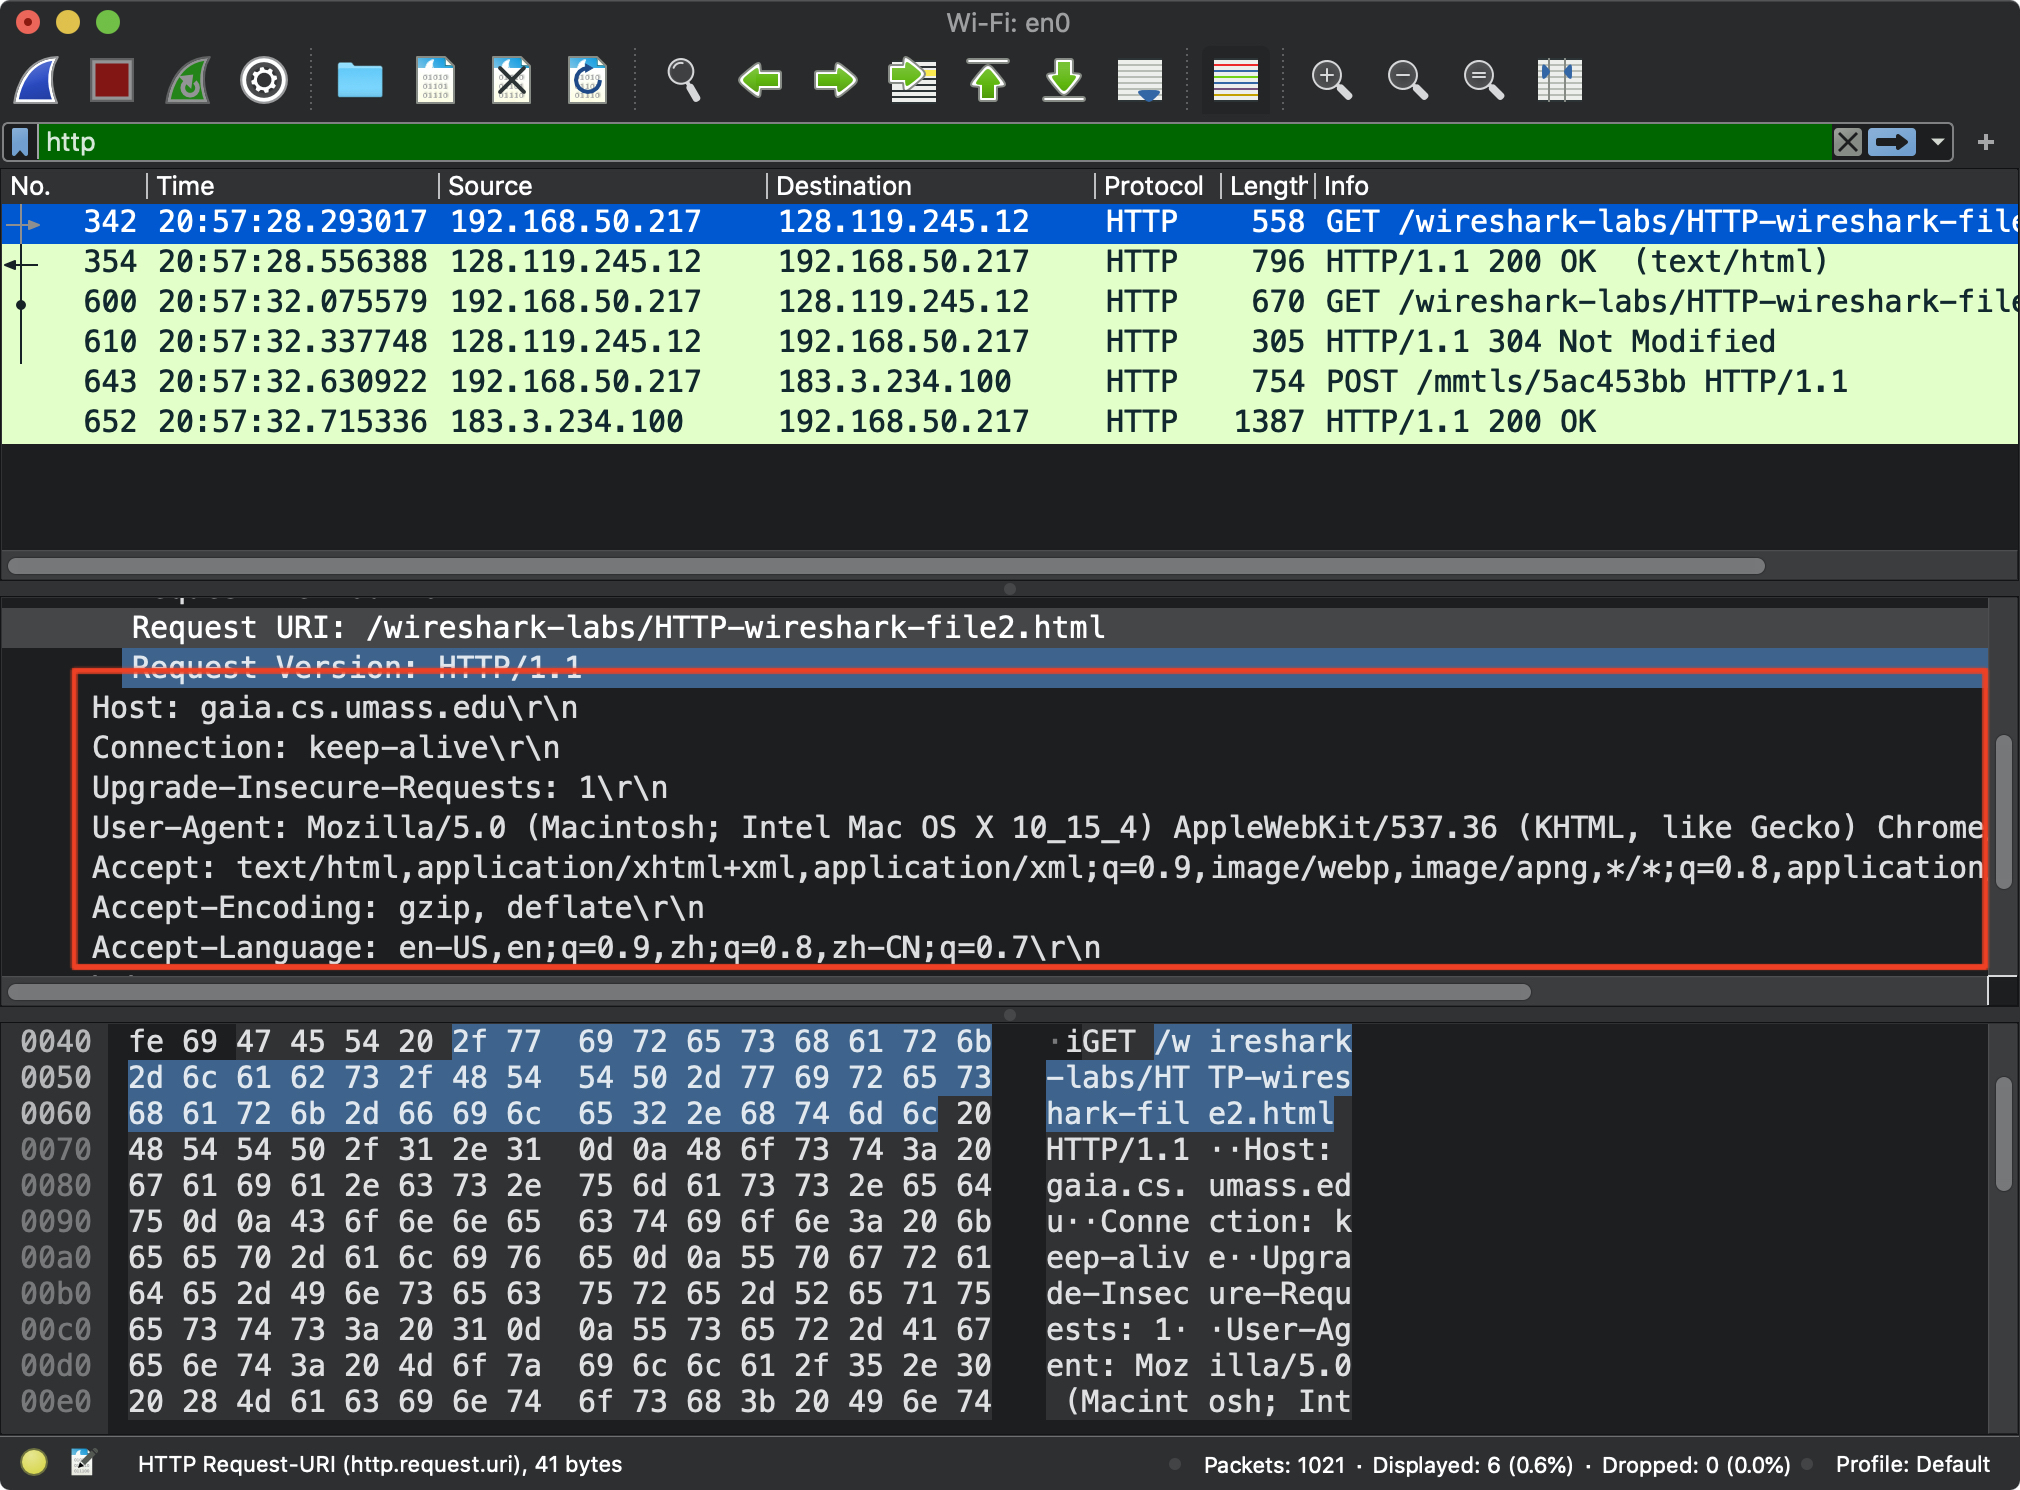 Wi-Fi: en0
http
No. Time Source Destination Protocol Length Info
342 20:57:28.293017 192.168.50.217 128.119.245.12 HTTP 558 GET /wireshark-labs/HTTP-wireshark-file
354 20:57:28.556388 128.119.245.12 192.168.50.217 HTTP 796 HTTP/1.1 200 OK (text/html)
600 20:57:32.075579 192.168.50.217 128.119.245.12 HTTP 670 GET /wireshark-labs/HTTP-wireshark-file
610 20:57:32.337748 128.119.245.12 192.168.50.217 HTTP 305 HTTP/1.1 304 Not Modified
643 20:57:32.630922 192.168.50.217 183.3.234.100 HTTP 754 POST /mmtls/5ac453bb HTTP/1.1
652 20:57:32.715336 183.3.234.100 192.168.50.217 HTTP 1387 HTTP/1.1 200 OK
Request URI: /wireshark-labs/HTTP-wireshark-file2.html
Request Version: HTTP/1.1
Host: gaia.cs.umass.edu\r\n
Connection: keep-alive\r\n
Upgrade-Insecure-Requests: 1\r\n
User-Agent: Mozilla/5.0 (Macintosh; Intel Mac OS X 10_15_4) AppleWebKit/537.36 (KHTML, like Gecko) Chrome
Accept: text/html,application/xhtml+xml,application/xml;q=0.9,image/webp,image/apng,*/*;q=0.8,application
Accept-Encoding: gzip, deflate\r\n
Accept-Language: en-US,en;q=0.9,zh;q=0.8,zh-CN;q=0.7\r\n
0040 fe 69 47 45 54 20 2f 77 69 72 65 73 68 61 72 6b ·iGET /w ireshark
0050 2d 6c 61 62 73 2f 48 54 54 50 2d 77 69 72 65 73 -labs/HT TP-wires
0060 68 61 72 6b 2d 66 69 6c 65 32 2e 68 74 6d 6c 20 hark-fil e2.html
0070 48 54 54 50 2f 31 2e 31 0d 0a 48 6f 73 74 3a 20 HTTP/1.1 ··Host:
0080 67 61 69 61 2e 63 73 2e 75 6d 61 73 73 2e 65 64 gaia.cs. umass.ed
0090 75 0d 0a 43 6f 6e 6e 65 63 74 69 6f 6e 3a 20 6b u··Conne ction: k
00a0 65 65 70 2d 61 6c 69 76 65 0d 0a 55 70 67 72 61 eep-aliv e··Upgra
00b0 64 65 2d 49 6e 73 65 63 75 72 65 2d 52 65 71 75 de-Insec ure-Requ
00c0 65 73 74 73 3a 20 31 0d 0a 55 73 65 72 2d 41 67 ests: 1· ·User-Ag
00d0 65 6e 74 3a 20 4d 6f 7a 69 6c 6c 61 2f 35 2e 30 ent: Moz illa/5.0
00e0 20 28 4d 61 63 69 6e 74 6f 73 68 3b 20 49 6e 74 (Macint osh; Int
HTTP Request-URI (http.request.uri), 41 bytes
Packets: 1021 · Displayed: 6 (0.6%) · Dropped: 0 (0.0%)
Profile: Default